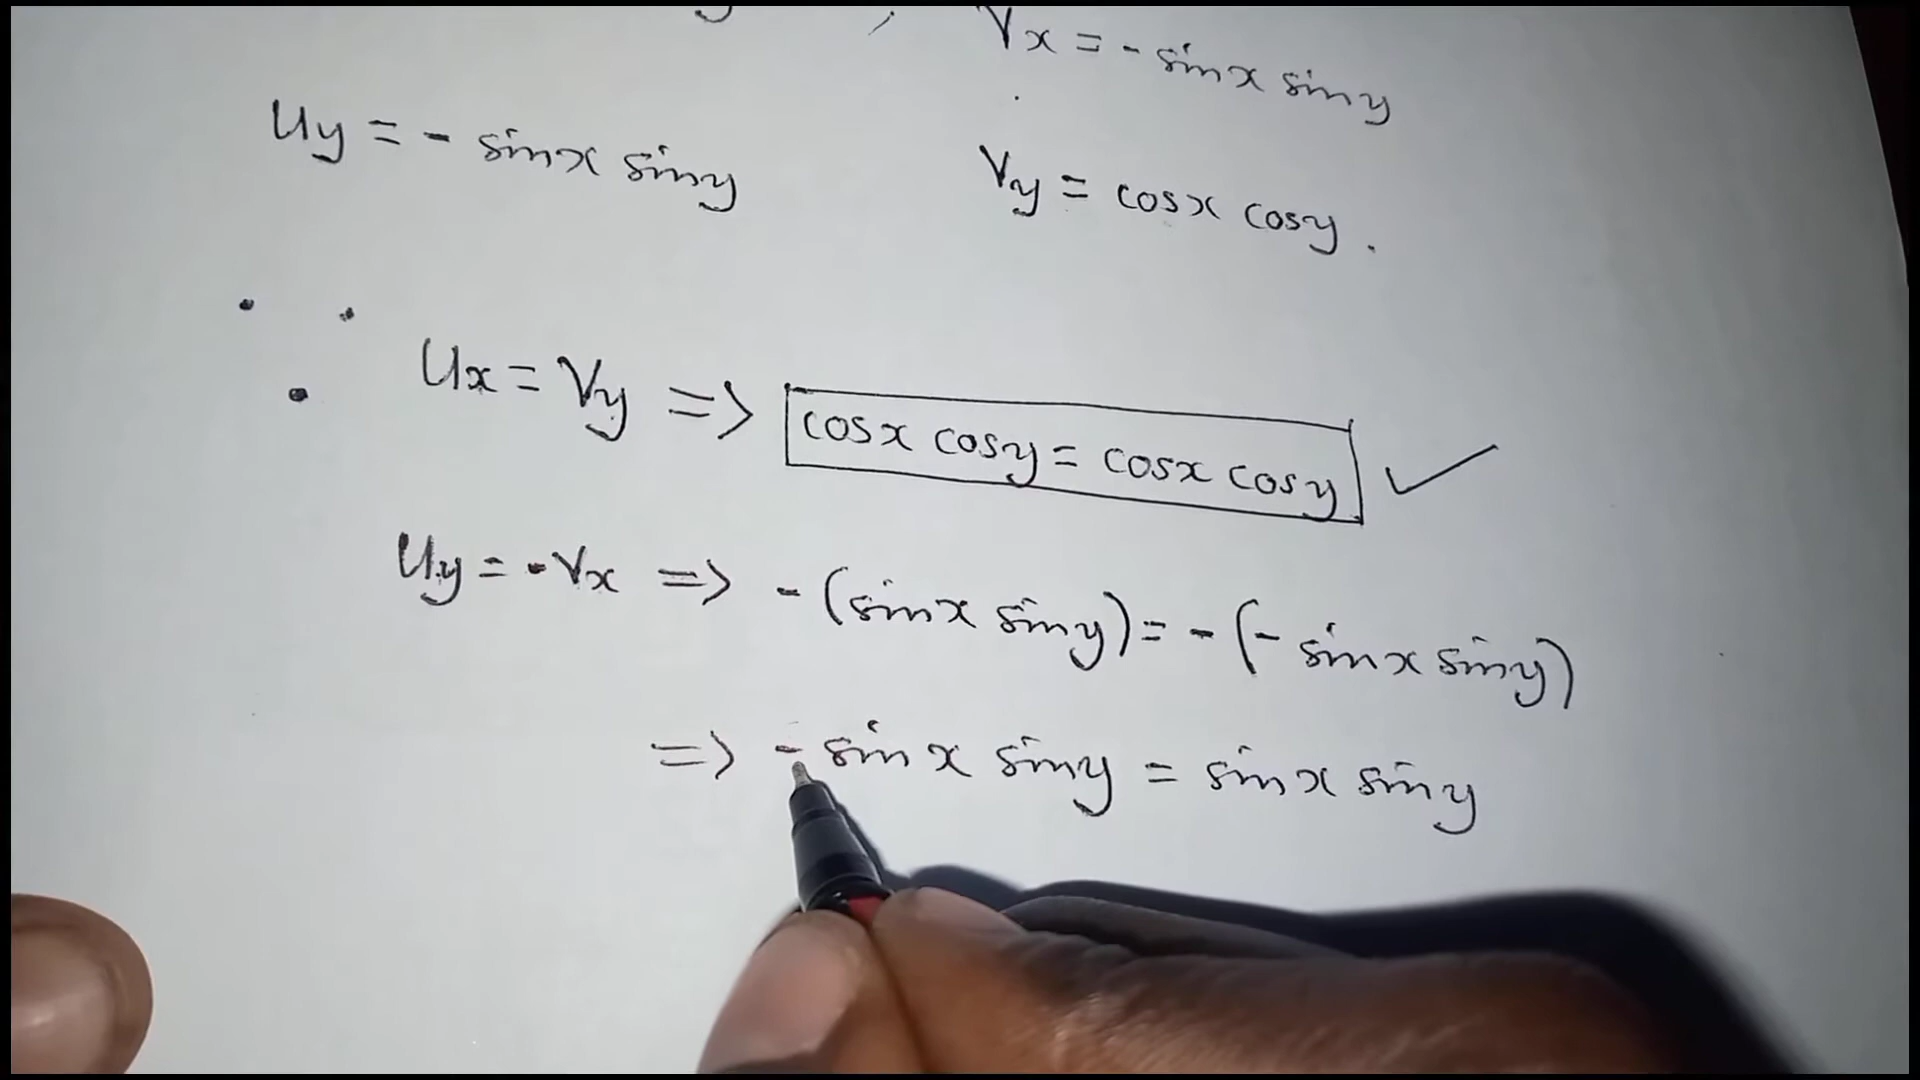 Vx = - sinx siny
Uy = - sinx siny
Vy = cosx cosy.
∴ Ux = Vy => cosx cosy = cosx cosy ✓
Uy = -Vx => - (sinx siny) = - (- sinx siny)
=> - sinx siny = sinx siny